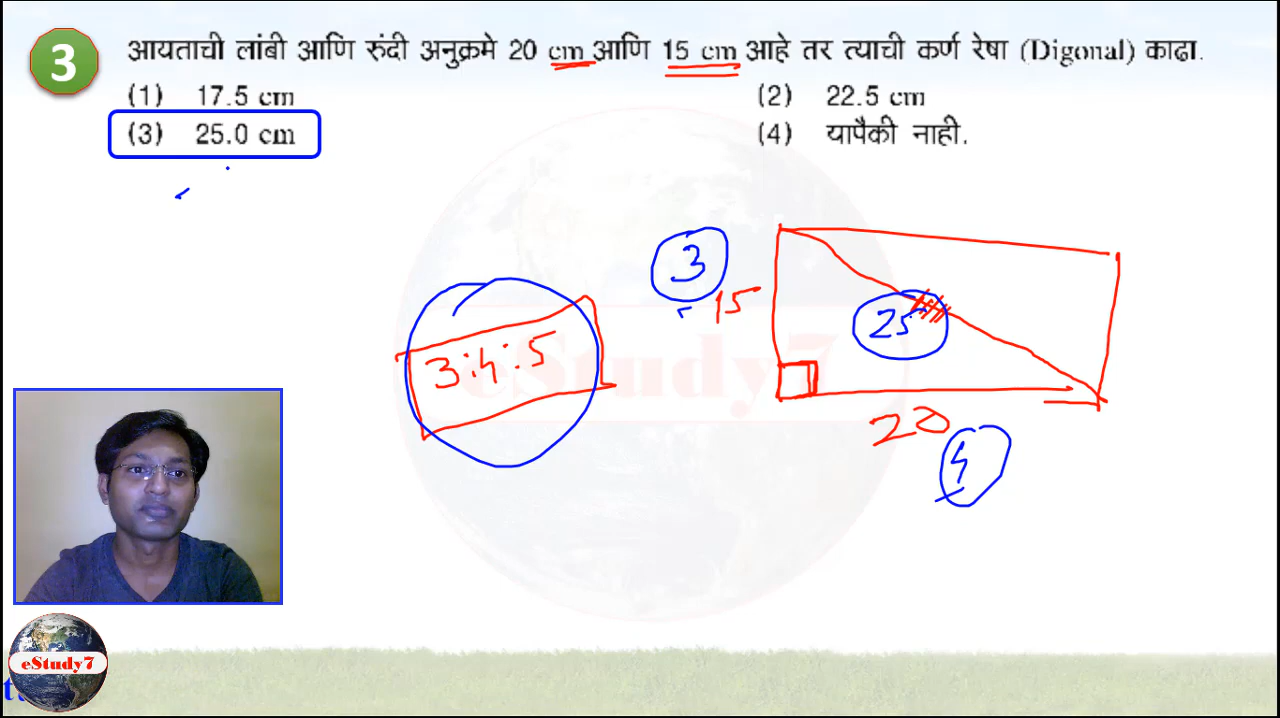 3
आयताची लांबी आणि रुंदी अनुक्रमे 20 cm आणि 15 cm आहे तर त्याची कर्ण रेषा (Digonal) काढा.
(1) 17.5 cm
(2) 22.5 cm
(3) 25.0 cm
(4) यापैकी नाही.
3
15
25
3:4:5
20
4
eStudy7
eStudy7